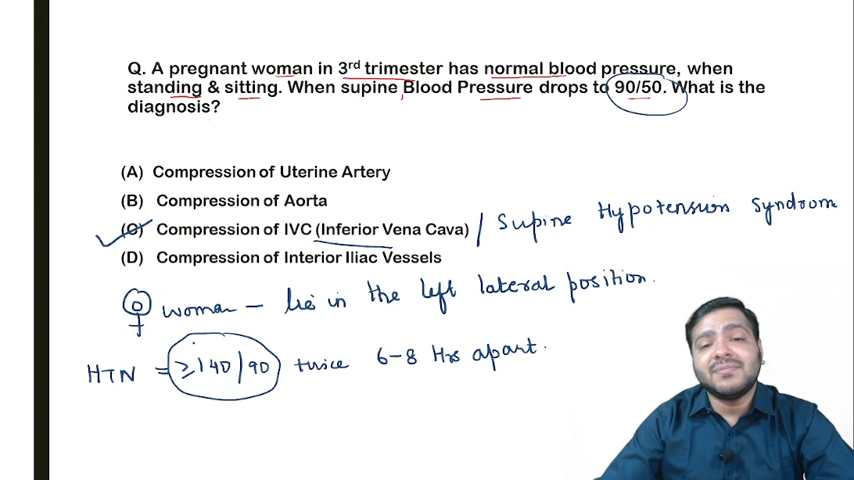 Q. A pregnant woman in 3rd trimester has normal blood pressure, when
standing & sitting. When supine Blood Pressure drops to 90/50. What is the
diagnosis?
(A) Compression of Uterine Artery
(B) Compression of Aorta
(C) Compression of IVC (Inferior Vena Cava) / Supine Hypotension Syndrom
(D) Compression of Interior Iliac Vessels
woman – lie in the left lateral position.
HTN = ≥140/90 twice 6-8 Hrs apart.